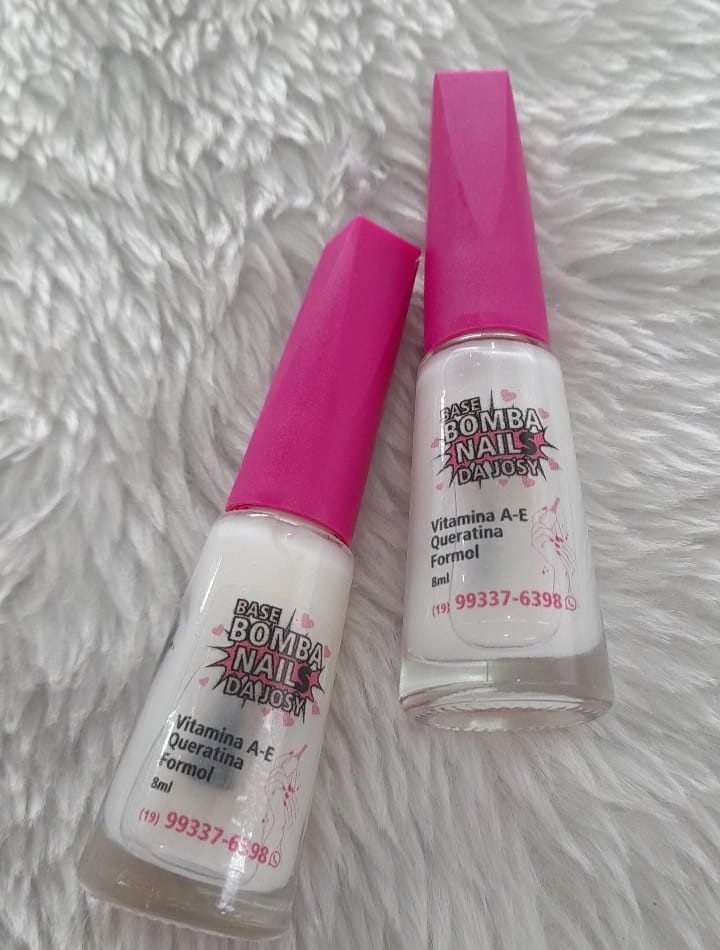 BASE
BOMBA
NAILS
DA JOSY
Vitamina A-E
Queratina
Formol
8ml
(19) 99337-6398
BASE
BOMBA
NAILS
DA JOSY
Vitamina A-E
Queratina
Formol
8ml
(19) 99337-6398